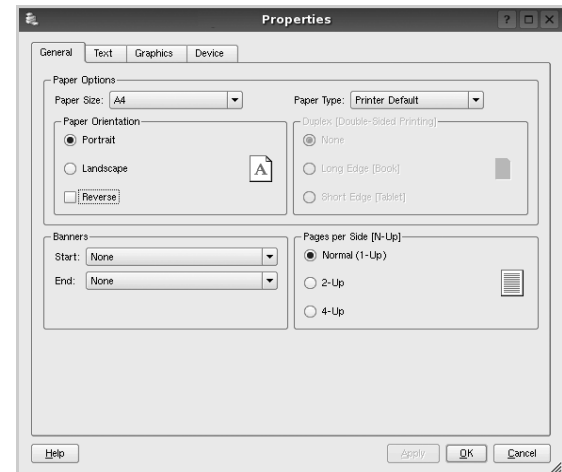 Properties
General Text Graphics Device
Paper Options
Paper Size: A4 Paper Type: Printer Default
Paper Orientation
Portrait
Landscape
A
Reverse
Duplex [Double-Sided Printing]
None
Long Edge [Book]
Short Edge [Tablet]
Banners
Start: None
End: None
Pages per Side [N-Up]
Normal (1-Up)
2-Up
4-Up
Help Apply OK Cancel